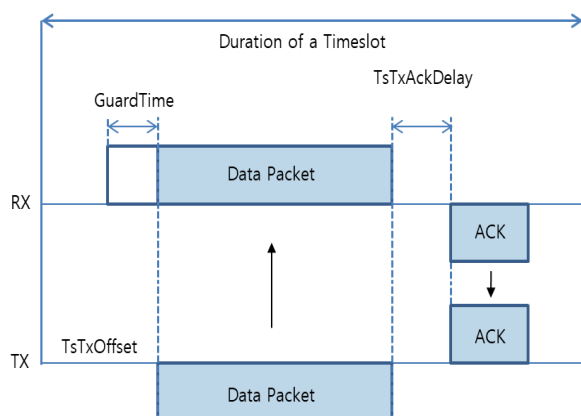 Duration of a Timeslot
TsTxAckDelay
GuardTime
Data Packet
RX
ACK
ACK
TsTxOffset
TX
Data Packet